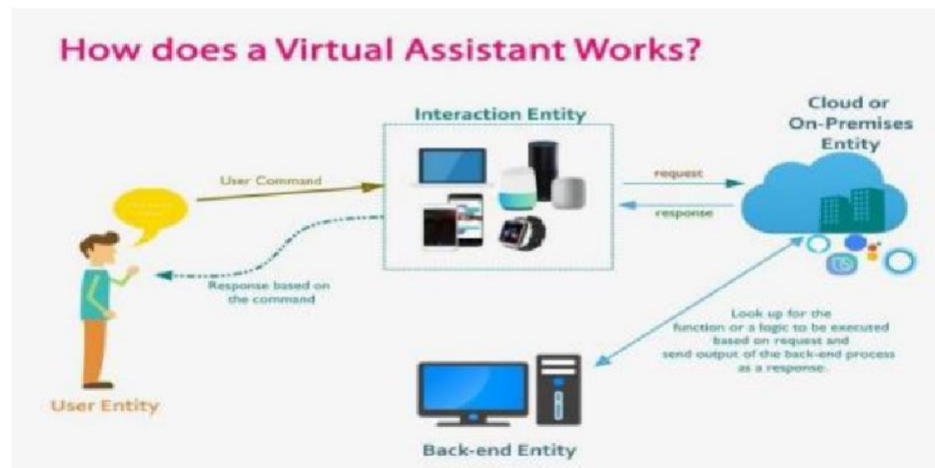 How does a Virtual Assistant Works?
Interaction Entity
Cloud or
On-Premises
Entity
User Command
request
response
Response based on
the command
Look up for the
function or a logic to be executed
based on request and
send output of the back-end process
as a response.
User Entity
Back-end Entity